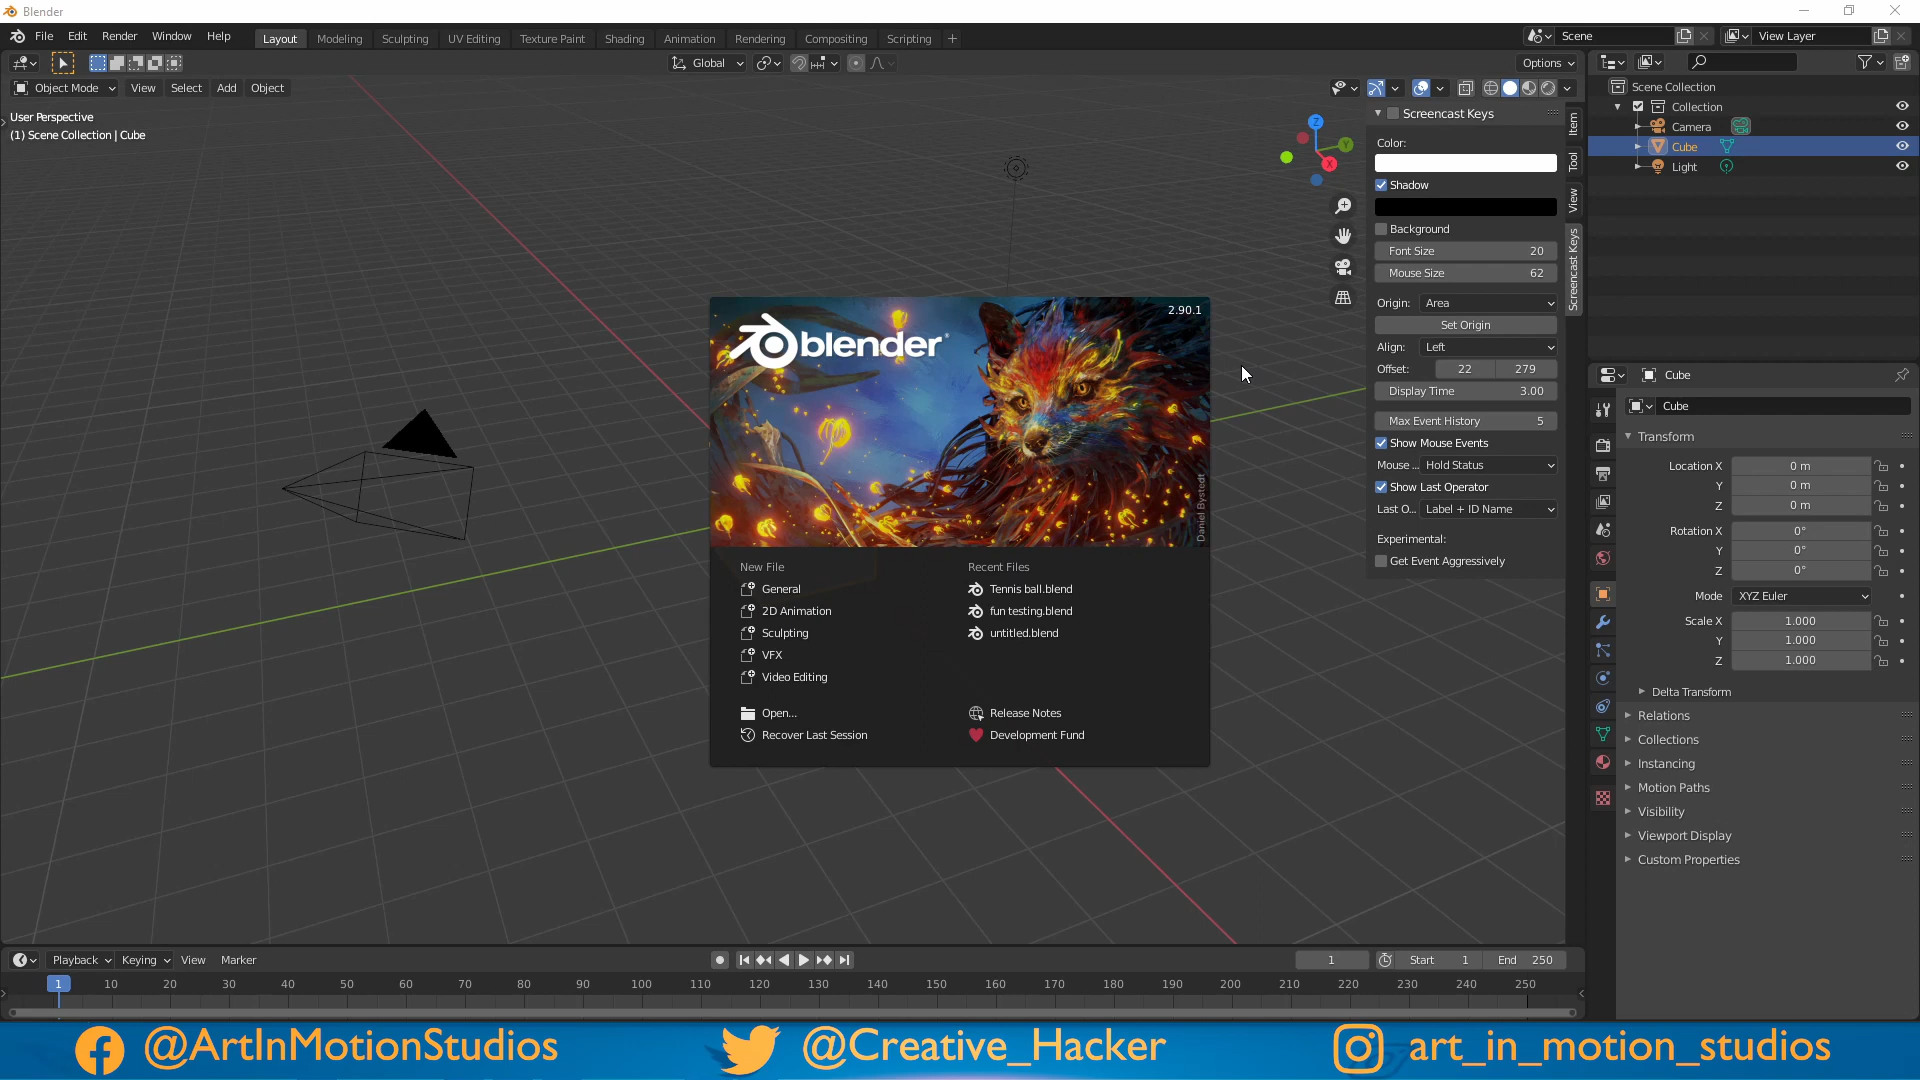 Blender
File Edit Render Window Help
Layout Modeling Sculpting UV Editing Texture Paint Shading Animation Rendering Compositing Scripting +
Scene
View Layer
Global
Options
Object Mode View Select Add Object
User Perspective
(1) Scene Collection | Cube
Z
Y
X
Screencast Keys
Color:
Shadow
Background
Font Size 20
Mouse Size 62
Origin: Area
Set Origin
Align: Left
Offset: 22 279
Display Time 3.00
Max Event History 5
Show Mouse Events
Mouse ... Hold Status
Show Last Operator
Last O... Label + ID Name
Experimental:
Get Event Aggressively
Item
Tool
View
Screencast Keys
Scene Collection
Collection
Camera
Cube
Light
2.90.1
blender
Daniel Bystedt
New File
General
2D Animation
Sculpting
VFX
Video Editing
Open...
Recover Last Session
Recent Files
Tennis ball.blend
fun testing.blend
untitled.blend
Release Notes
Development Fund
Cube
Cube
Transform
Location X 0 m
Y 0 m
Z 0 m
Rotation X 0°
Y 0°
Z 0°
Mode XYZ Euler
Scale X 1.000
Y 1.000
Z 1.000
Delta Transform
Relations
Collections
Instancing
Motion Paths
Visibility
Viewport Display
Custom Properties
Playback Keying View Marker
1 Start 1 End 250
1 10 20 30 40 50 60 70 80 90 100 110 120 130 140 150 160 170 180 190 200 210 220 230 240 250
@ArtInMotionStudios @Creative_Hacker art_in_motion_studios